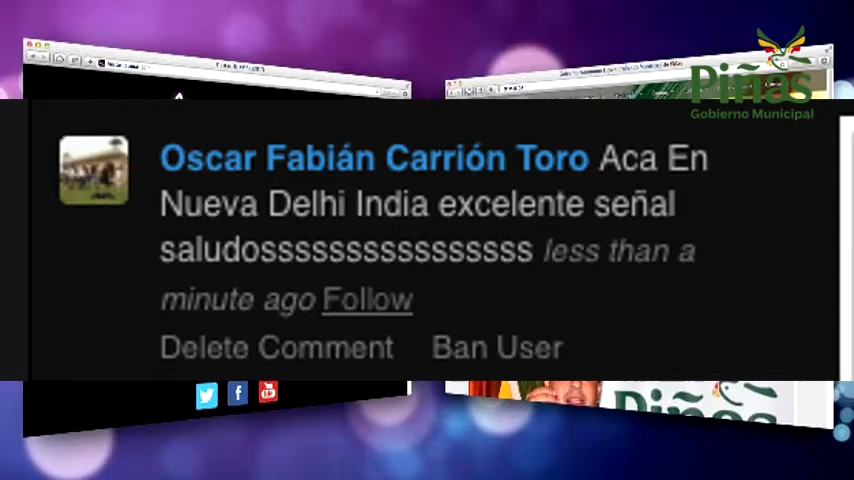 Piñas
Gobierno Municipal
Oscar Fabián Carrión Toro Aca En
Nueva Delhi India excelente señal
saludosssssssssssssssss less than a
minute ago Follow
Delete Comment Ban User
Piñas